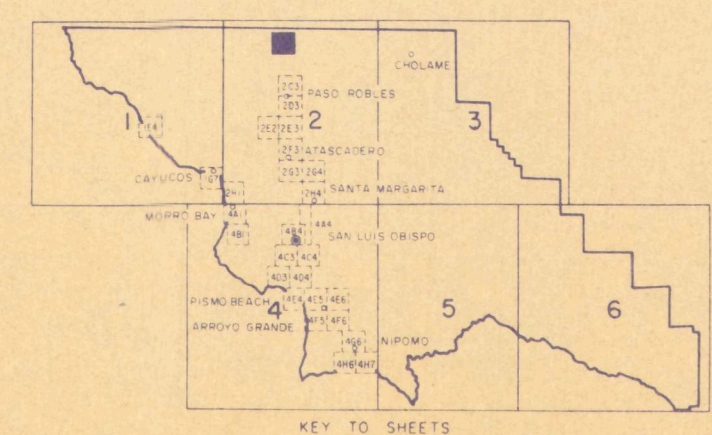 CHOLAME
2C3
PASO ROBLES
2D3
1
2
3
1E4
2E2
2E3
2F3
ATASCADERO
CAYUCOS
1G7
2G3
2G4
2H1
2H4
SANTA MARGARITA
MORRO BAY
4A1
4A4
4B1
4B4
SAN LUIS OBISPO
4C3
4C4
4D3
4D4
PISMO BEACH
4
4E4
4E5
4E6
5
6
ARROYO GRANDE
4F5
4F6
4G6
NIPOMO
4H6
4H7
KEY TO SHEETS